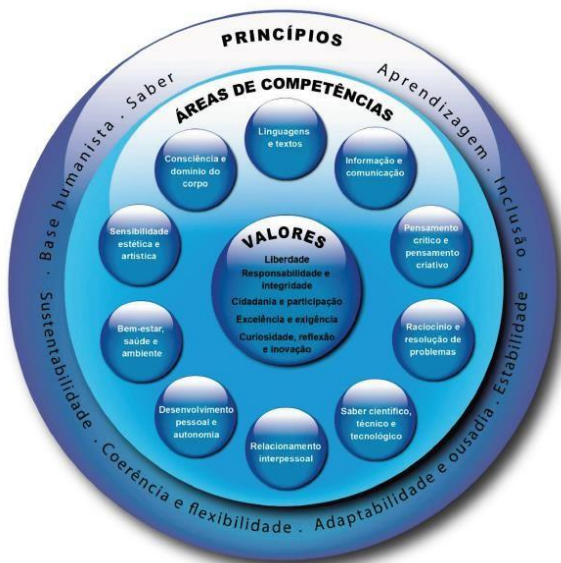 PRINCÍPIOS
Base humanista . Saber
Aprendizagem . Inclusão .
Sustentabilidade . Coerência e flexibilidade . Adaptabilidade e ousadia . Estabilidade
ÁREAS DE COMPETÊNCIAS
Linguagens
e textos
Informação e
comunicação
Pensamento
crítico e
pensamento
criativo
Raciocínio e
resolução de
problemas
Saber científico,
técnico e
tecnológico
Relacionamento
interpessoal
Desenvolvimento
pessoal e
autonomia
Bem-estar,
saúde e
ambiente
Sensibilidade
estética e
artística
Consciência e
domínio do
corpo
VALORES
Liberdade
Responsabilidade e
integridade
Cidadania e participação
Excelência e exigência
Curiosidade, reflexão
e inovação